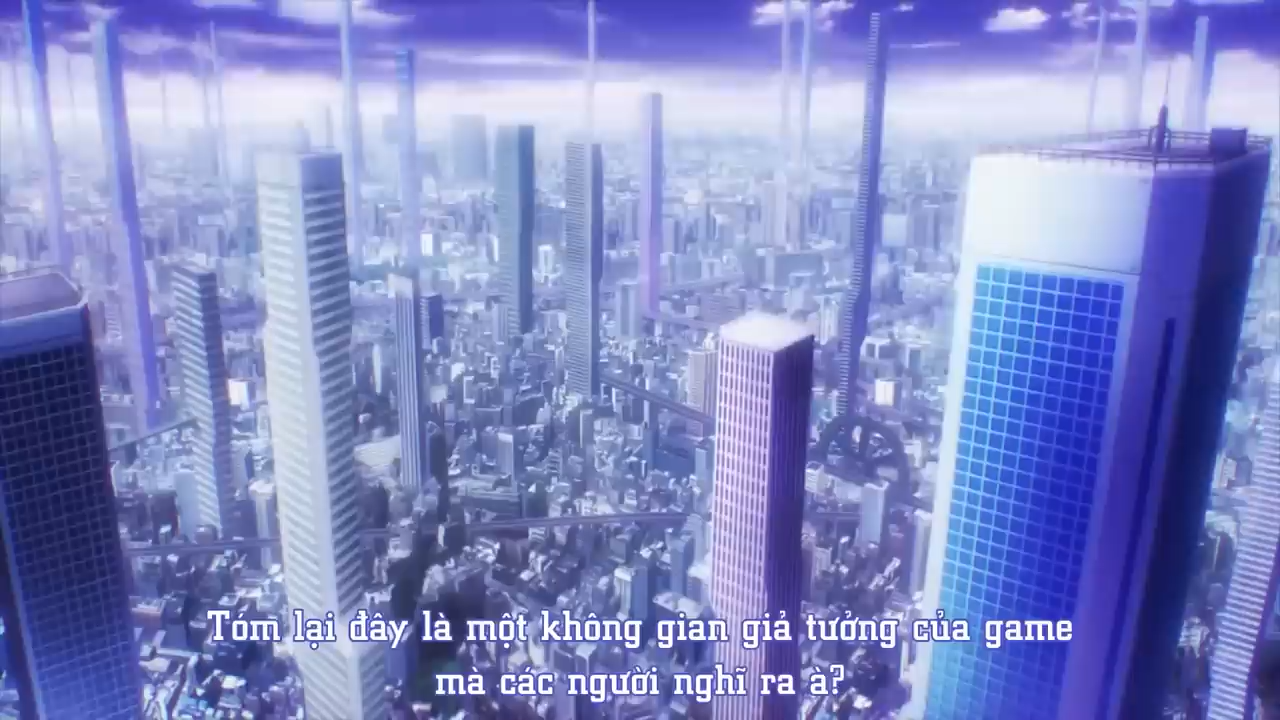 Tóm lại đây là một không gian giả tưởng của game
mà các người nghĩ ra à?